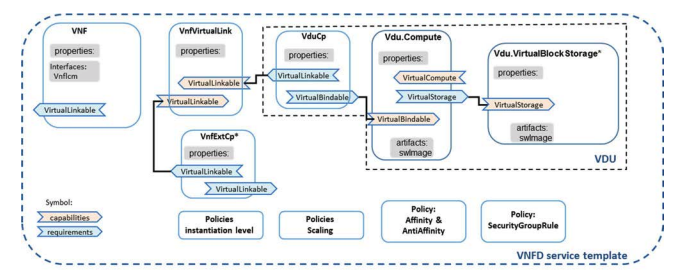 VNF
properties:
Interfaces:
Vnflcm
VirtualLinkable
VnfVirtualLink
properties:
VirtualLinkable
VirtualLinkable
VnfExtCp*
properties:
VirtualLinkable
VirtualLinkable
VduCp
properties:
VirtualLinkable
VirtualBindable
Vdu.Compute
properties:
VirtualCompute
VirtualStorage
VirtualBindable
artifacts:
swImage
Vdu.VirtualBlockStorage*
properties:
VirtualStorage
artifacts:
swImage
VDU
Symbol:
capabilities
requirements
Policies
instantiation level
Policies
Scaling
Policy:
Affinity &
AntiAffinity
Policy:
SecurityGroupRule
VNFD service template